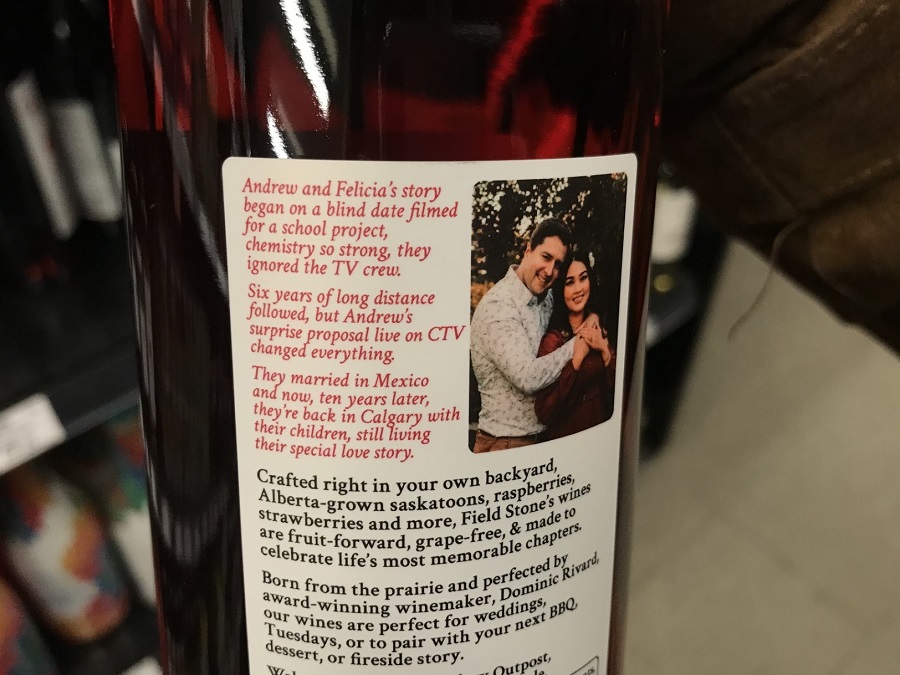 Andrew and Felicia's story
began on a blind date filmed
for a school project,
chemistry so strong, they
ignored the TV crew.
Six years of long distance
followed, but Andrew's
surprise proposal live on CTV
changed everything.
They married in Mexico
and now, ten years later,
they're back in Calgary with
their children, still living
their special love story.
Crafted right in your own backyard,
Alberta-grown saskatoons, raspberries,
strawberries and more, Field Stone's wines
are fruit-forward, grape-free, & made to
celebrate life's most memorable chapters.
Born from the prairie and perfected by
award-winning winemaker, Dominic Rivard,
our wines are perfect for weddings,
Tuesdays, or to pair with your next BBQ,
dessert, or fireside story.
Outpost,